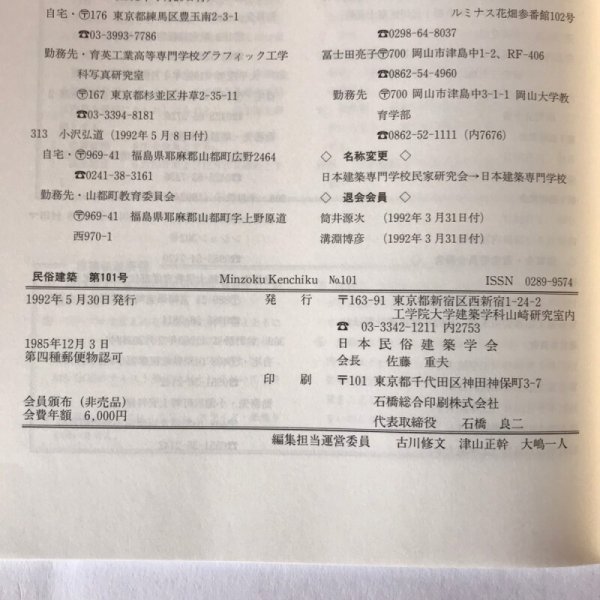 自宅・〒176 東京都練馬区豊玉南2-3-1
☎03-3993-7786
勤務先・育英工業高等専門学校グラフィック工学
科写真研究室
〒167 東京都杉並区井草2-35-11
☎03-3394-8181
313 小沢弘道（1992年5月8日付）
自宅・〒969-41 福島県耶麻郡山都町広野2464
☎0241-38-3161
勤務先・山都町教育委員会
〒969-41 福島県耶麻郡山都町字上野原道
西970-1
ルミナス花畑参番館102号
☎0298-64-8037
冨士田亮子〒700 岡山市津島中1-2、RF-406
☎0862-54-4960
勤務先 〒700 岡山市津島中3-1-1 岡山大学教
育学部
☎0862-52-1111（内7676）
◇ 名称変更 ◇
日本建築専門学校民家研究会→日本建築専門学校
◇ 退会会員 ◇
筒井源次 （1992年3月31日付）
溝淵博彦 （1992年3月31日付）
民俗建築 第101号 Minzoku Kenchiku No.101 ISSN 0289-9574
1992年5月30日発行
1985年12月3日
第四種郵便物認可
会員頒布（非売品）
会費年額 6,000円
発行 〒163-91 東京都新宿区西新宿1-24-2
工学院大学建築学科山崎研究室内
☎ 03-3342-1211 内2753
日本民俗建築学会
会長 佐藤重夫
印刷 〒101 東京都千代田区神田神保町3-7
石橋総合印刷株式会社
代表取締役 石橋良二
編集担当運営委員 古川修文 津山正幹 大嶋一人